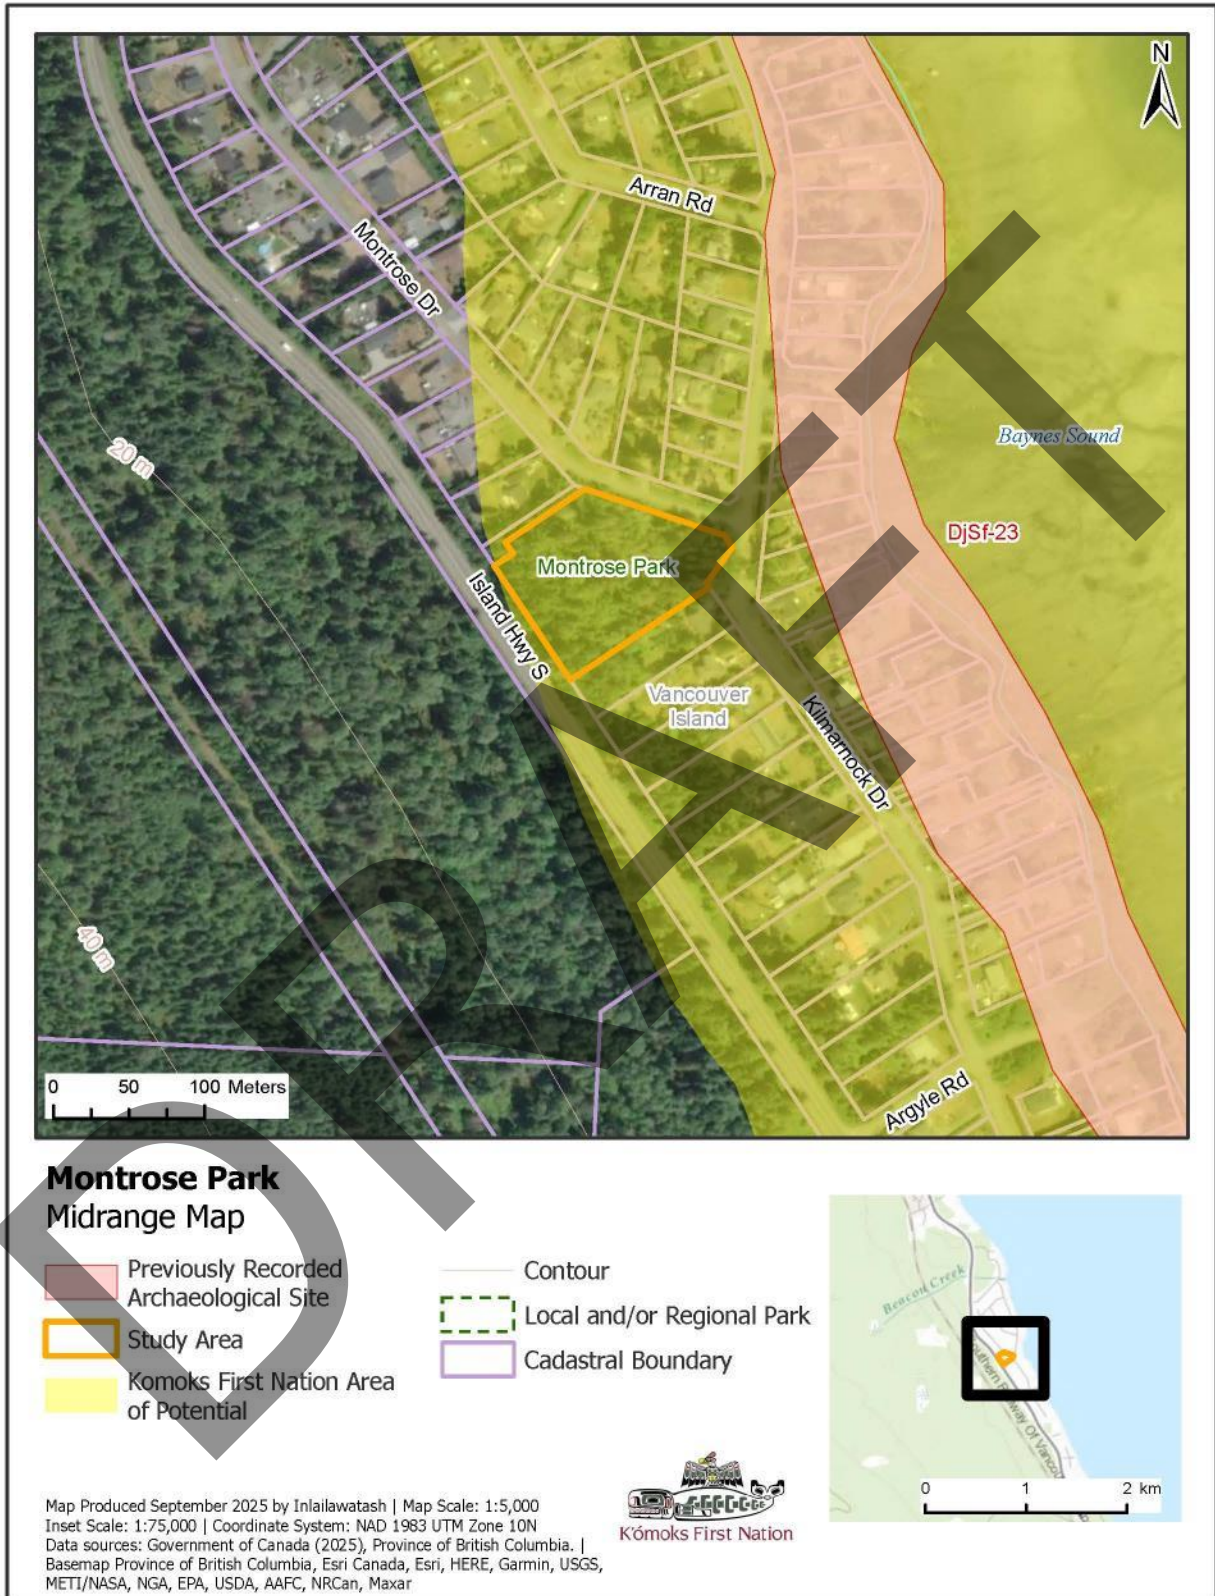 N
Arran Rd
Montrose Dr
20 m
Baynes Sound
DjSf-23
Montrose Park
Island Hwy S
Vancouver
Island
Kilmarnock Dr
40 m
0 50 100 Meters
Argyle Rd
DRAFT
Montrose Park
Midrange Map
Previously Recorded
Archaeological Site
Study Area
Komoks First Nation Area
of Potential
Contour
Local and/or Regional Park
Cadastral Boundary
Beacon Creek
0 1 2 km
Map Produced September 2025 by Inlailawatash | Map Scale: 1:5,000
Inset Scale: 1:75,000 | Coordinate System: NAD 1983 UTM Zone 10N
Data sources: Government of Canada (2025), Province of British Columbia. |
Basemap Province of British Columbia, Esri Canada, Esri, HERE, Garmin, USGS,
METI/NASA, NGA, EPA, USDA, AAFC, NRCan, Maxar
K'ómoks First Nation